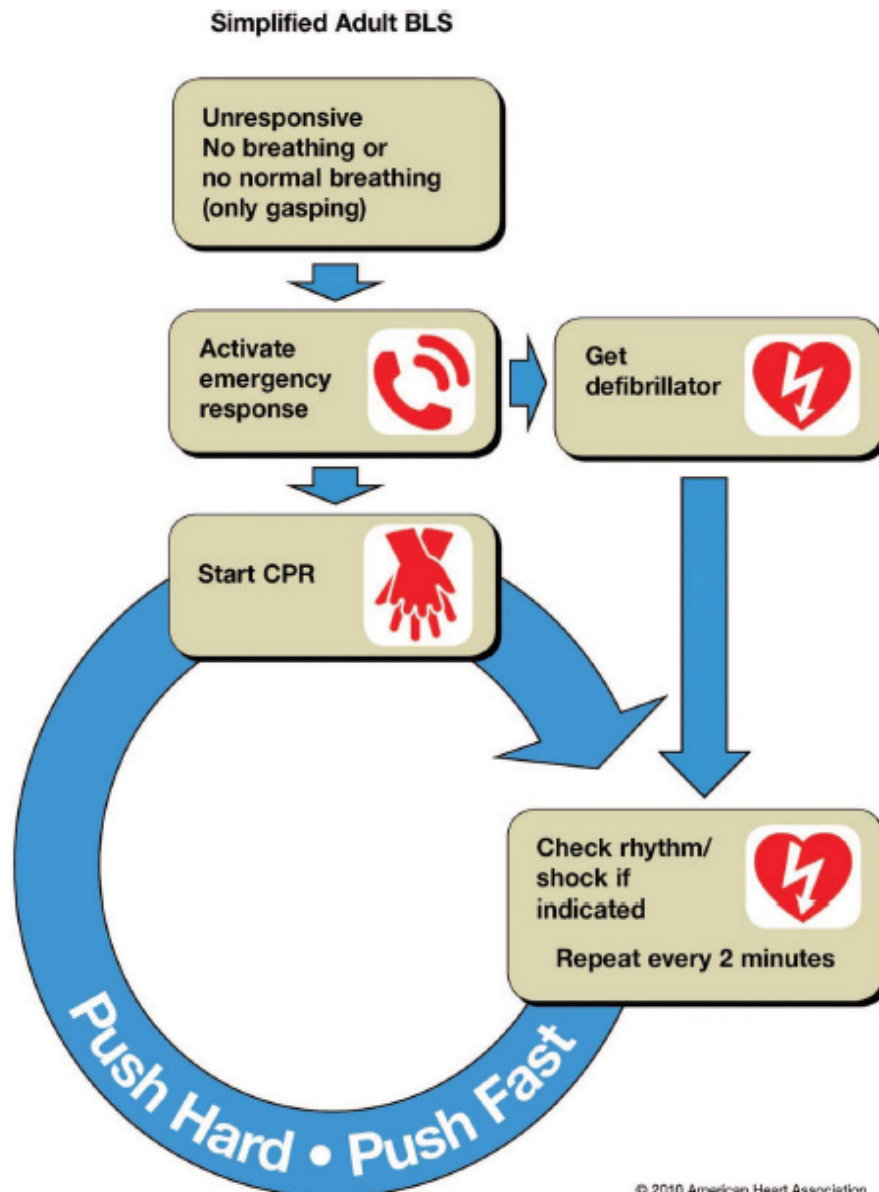 Simplified Adult BLS
Unresponsive
No breathing or
no normal breathing
(only gasping)
Activate
emergency
response
Get
defibrillator
Start CPR
Check rhythm/
shock if
indicated
Repeat every 2 minutes
Push Hard • Push Fast
© 2010 American Heart Association